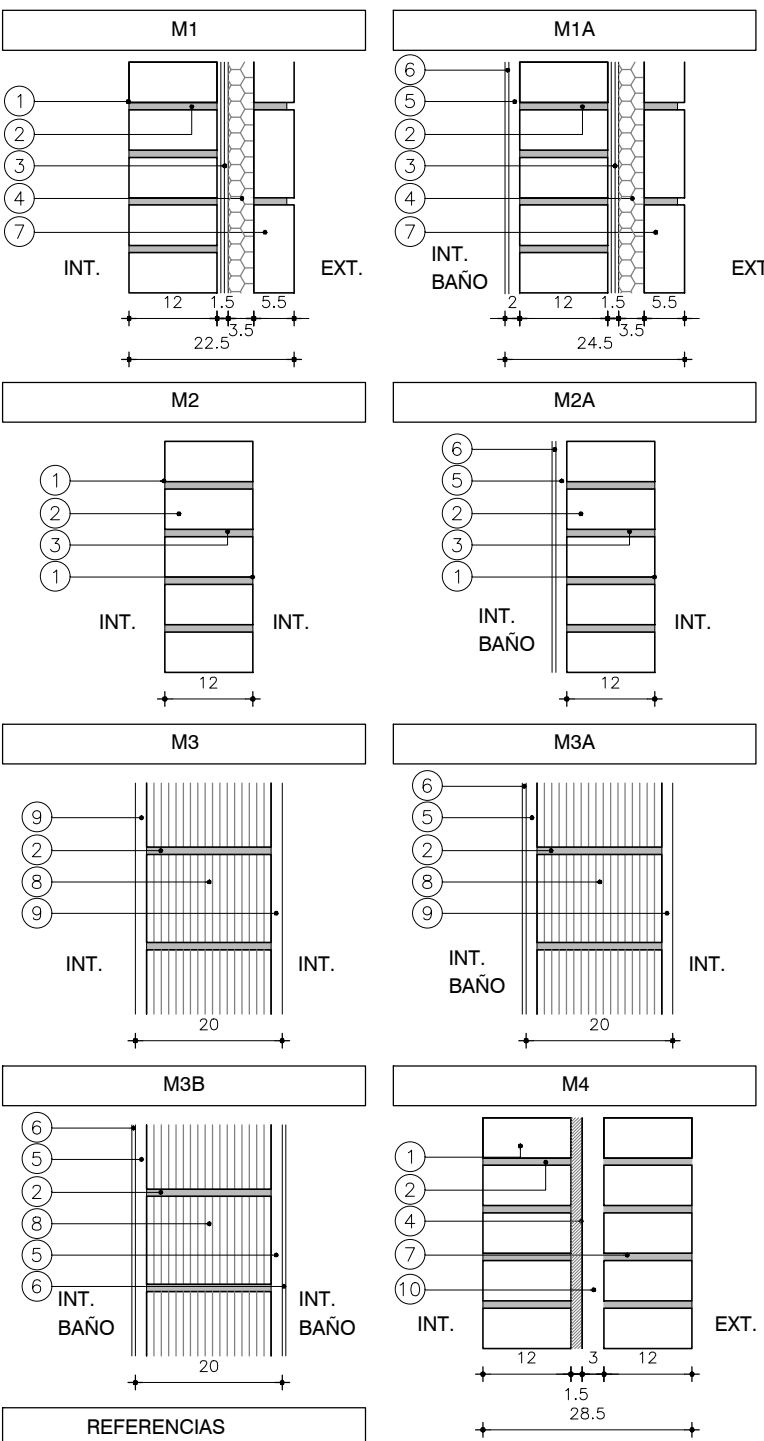 M1
1
2
3
4
7
INT.
EXT.
12
1.5
3.5
5.5
22.5
M1A
6
5
2
3
4
7
INT.
BAÑO
EXT
2
12
1.5
3.5
5.5
24.5
M2
1
2
3
1
INT.
INT.
12
M2A
6
5
2
3
1
INT.
BAÑO
INT.
12
M3
9
2
8
9
INT.
INT.
20
M3A
6
5
2
8
9
INT.
BAÑO
INT.
20
M3B
6
5
2
8
5
6
INT.
BAÑO
INT.
BAÑO
20
M4
1
2
4
7
10
INT.
EXT.
12
1.5
3
12
28.5
REFERENCIAS